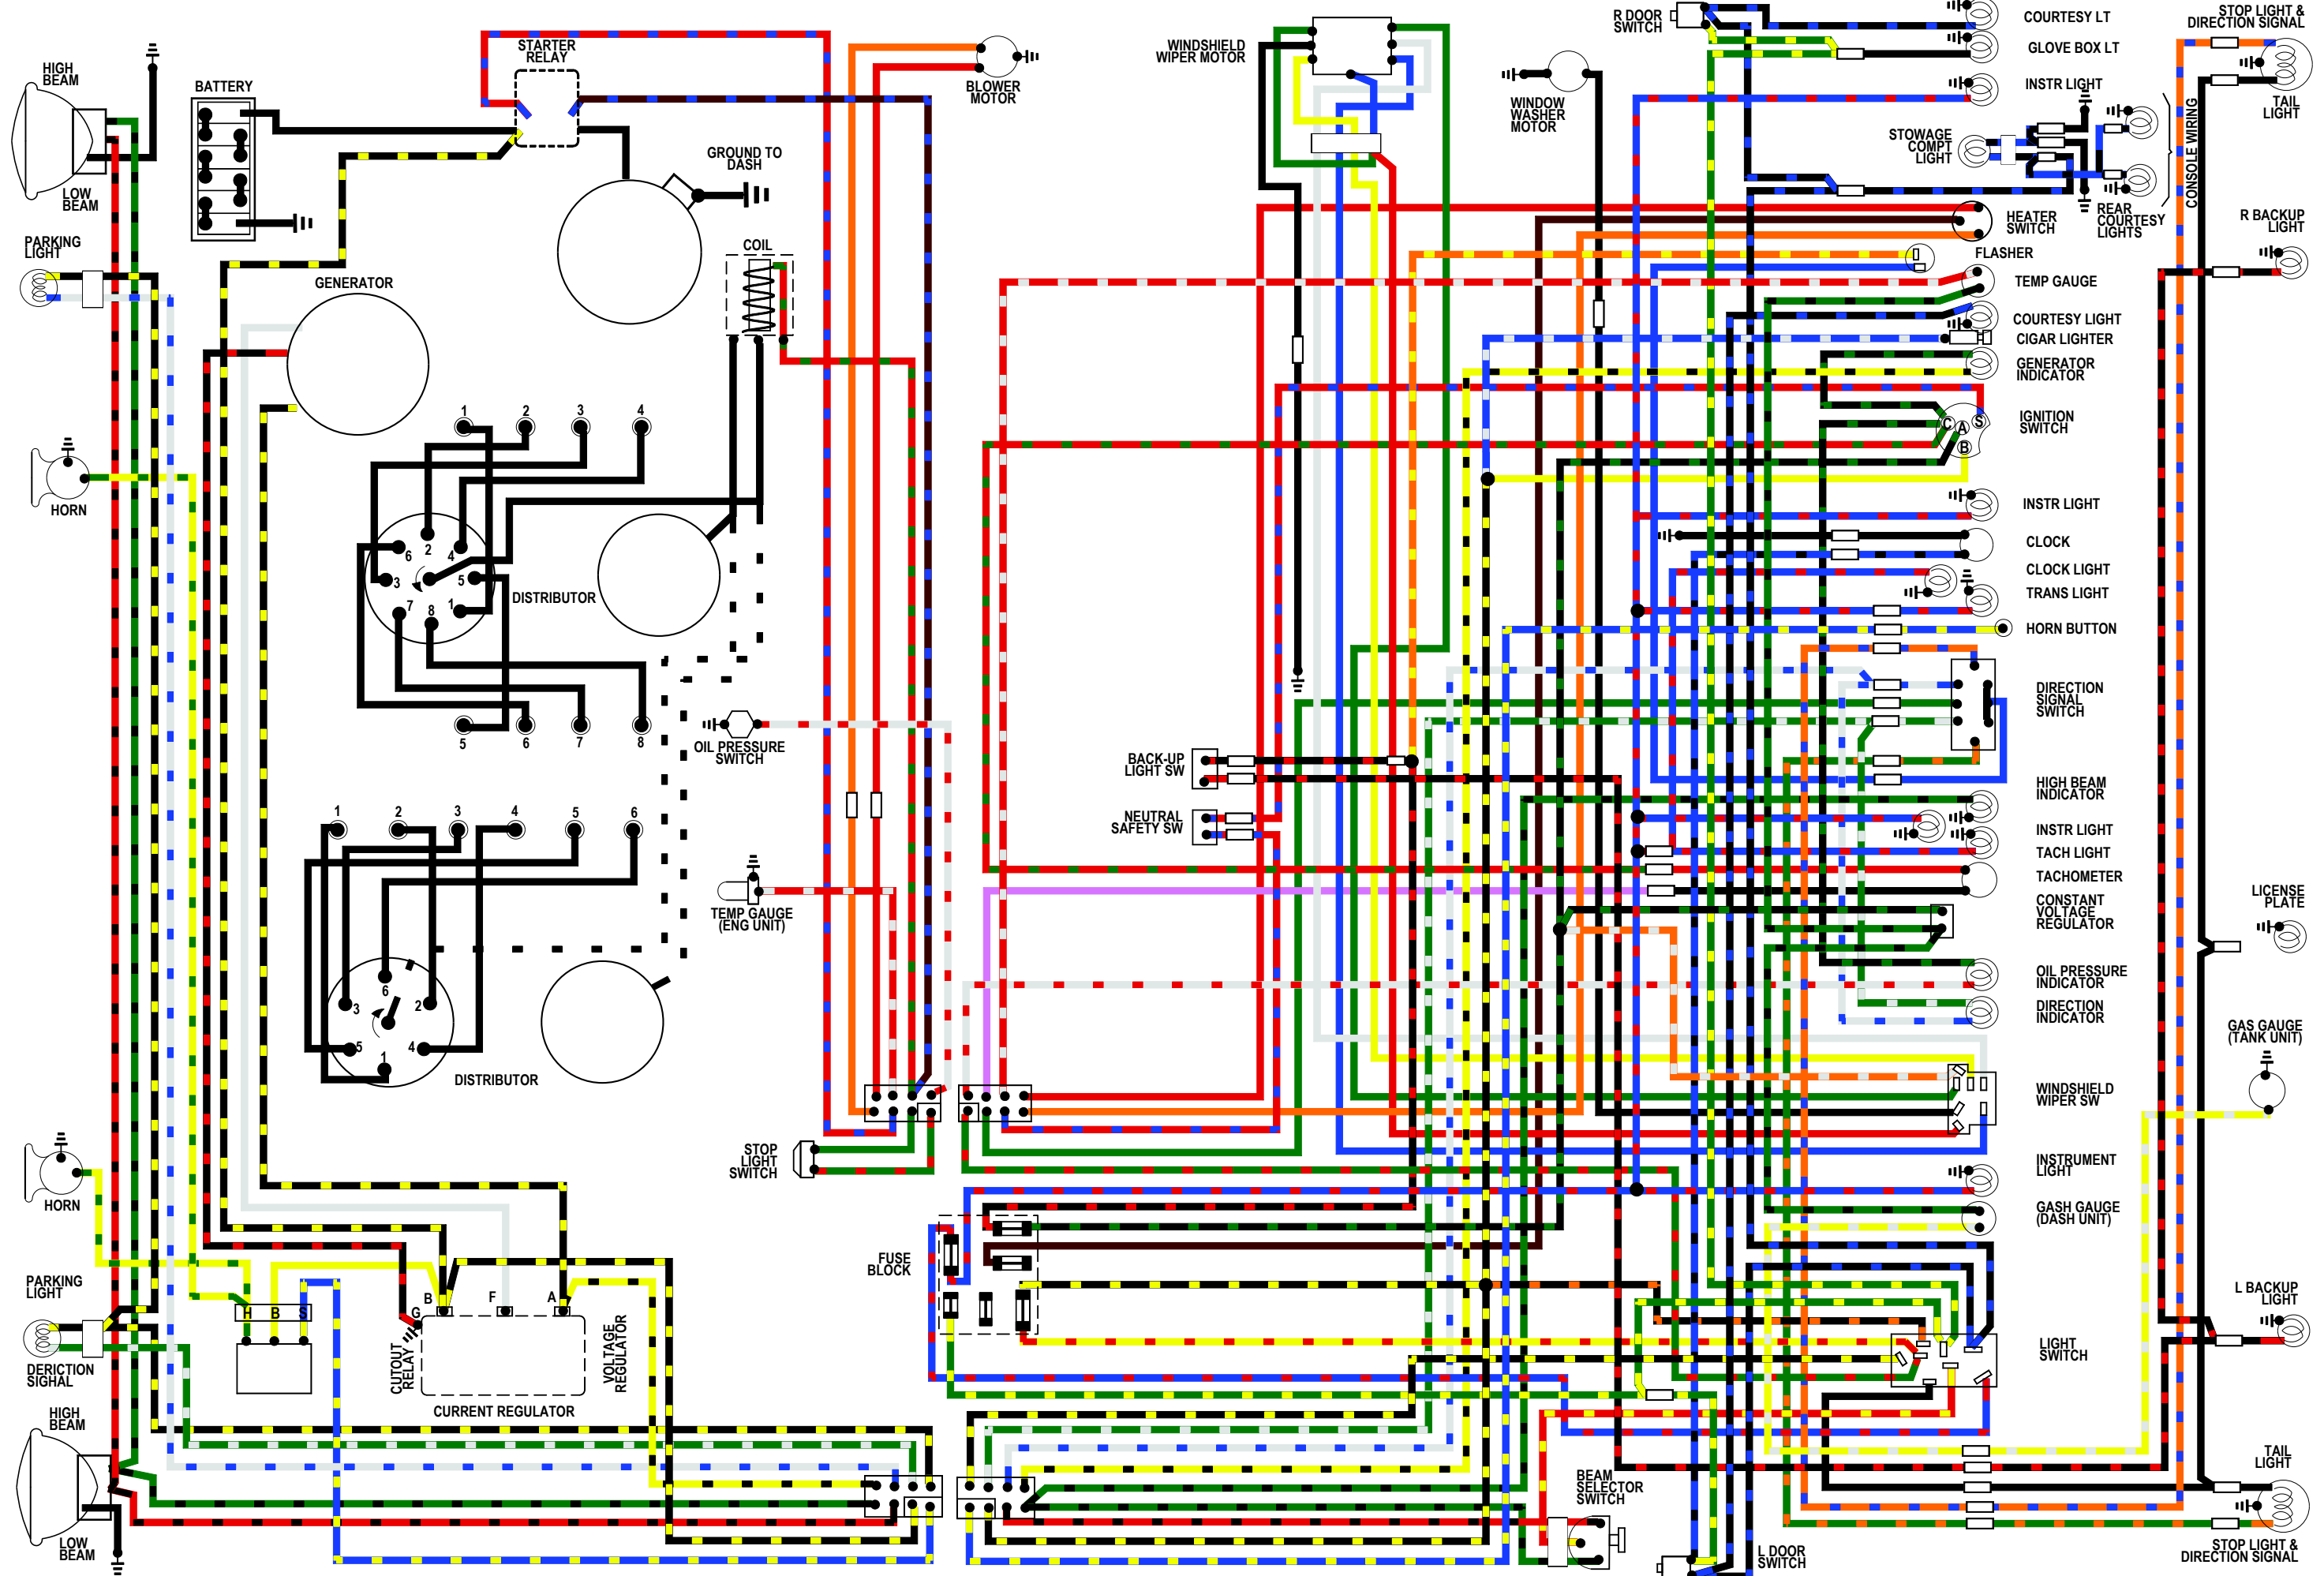 HIGH
BEAM
LOW
BEAM
BATTERY
STARTER
RELAY
BLOWER
MOTOR
GROUND TO
DASH
PARKING
LIGHT
GENERATOR
COIL
HORN
1
2
3
4
6
2
4
3
5
7
8
1
DISTRIBUTOR
5
6
7
8
OIL PRESSURE
SWITCH
1
2
3
4
5
6
6
3
2
5
4
1
DISTRIBUTOR
TEMP GAUGE
(ENG UNIT)
STOP
LIGHT
SWITCH
HORN
PARKING
LIGHT
DERICTION
SIGHAL
H
B
S
G
B
F
A
CUTOUT
RELAY
VOLTAGE
REGULATOR
CURRENT REGULATOR
HIGH
BEAM
LOW
BEAM
FUSE
BLOCK
WINDSHIELD
WIPER MOTOR
WINDOW
WASHER
MOTOR
BACK-UP
LIGHT SW
NEUTRAL
SAFETY SW
BEAM
SELECTOR
SWITCH
L DOOR
SWITCH
R DOOR
SWITCH
COURTESY LT
GLOVE BOX LT
INSTR LIGHT
STOWAGE
COMPT
LIGHT
REAR
COURTESY
LIGHTS
CONSOLE WIRING
HEATER
SWITCH
FLASHER
TEMP GAUGE
COURTESY LIGHT
CIGAR LIGHTER
GENERATOR
INDICATOR
IGNITION
SWITCH
C
A
S
B
INSTR LIGHT
CLOCK
CLOCK LIGHT
TRANS LIGHT
HORN BUTTON
DIRECTION
SIGNAL
SWITCH
HIGH BEAM
INDICATOR
INSTR LIGHT
TACH LIGHT
TACHOMETER
CONSTANT
VOLTAGE
REGULATOR
OIL PRESSURE
INDICATOR
DIRECTION
INDICATOR
WINDSHIELD
WIPER SW
INSTRUMENT
LIGHT
GASH GAUGE
(DASH UNIT)
LIGHT
SWITCH
STOP LIGHT &
DIRECTION SIGNAL
TAIL
LIGHT
R BACKUP
LIGHT
LICENSE
PLATE
GAS GAUGE
(TANK UNIT)
L BACKUP
LIGHT
TAIL
LIGHT
STOP LIGHT &
DIRECTION SIGNAL